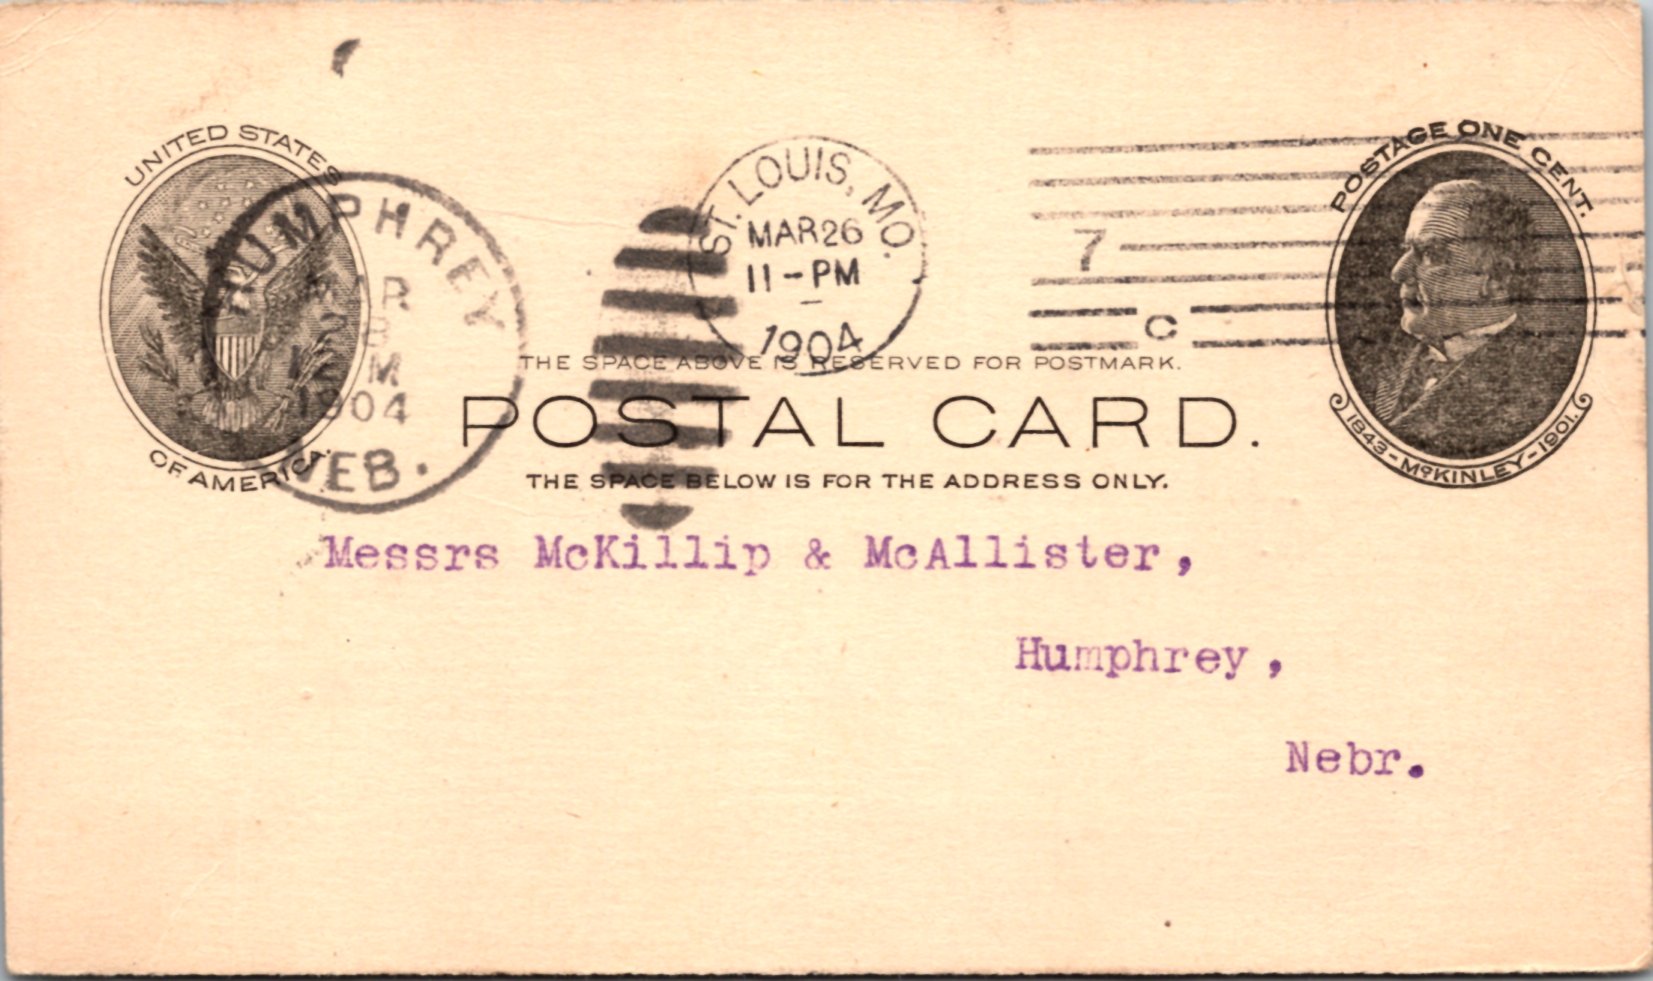 UNITED STATES
OF AMERICA.
HUMPHREY
1904
NEB.
ST. LOUIS, MO.
MAR 26
11-PM
1904
7
C
POSTAGE ONE CENT.
1843-McKINLEY-1901.
THE SPACE ABOVE IS RESERVED FOR POSTMARK.
POSTAL CARD.
THE SPACE BELOW IS FOR THE ADDRESS ONLY.
Messrs McKillip & McAllister,
Humphrey,
Nebr.